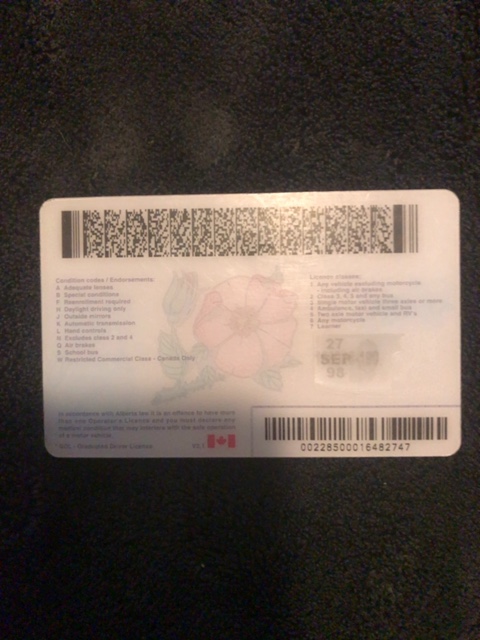 Condition codes / Endorsements:
A Adequate lenses
B Special conditions
F Reexamination required
H Daylight driving only
J Outside mirrors
K Automatic transmission
L Hand controls
N Excludes class 2 and 4
Q Air brakes
S School bus
W Restricted Commercial Class - Canada Only
License classes:
1 Any vehicle excluding motorcycle
including air brakes
2 Class 3, 4, 5 and any bus
3 Single motor vehicle three axles or more
4 Ambulance, taxi and small bus
5 Two axle motor vehicle and RV's
6 Any motorcycle
7 Learner
27
SEP
98
In accordance with Alberta law it is an offence to have more
than one Operator's License and you must declare any
medical condition that may interfere with the safe operation
of a motor vehicle
00228500016482747